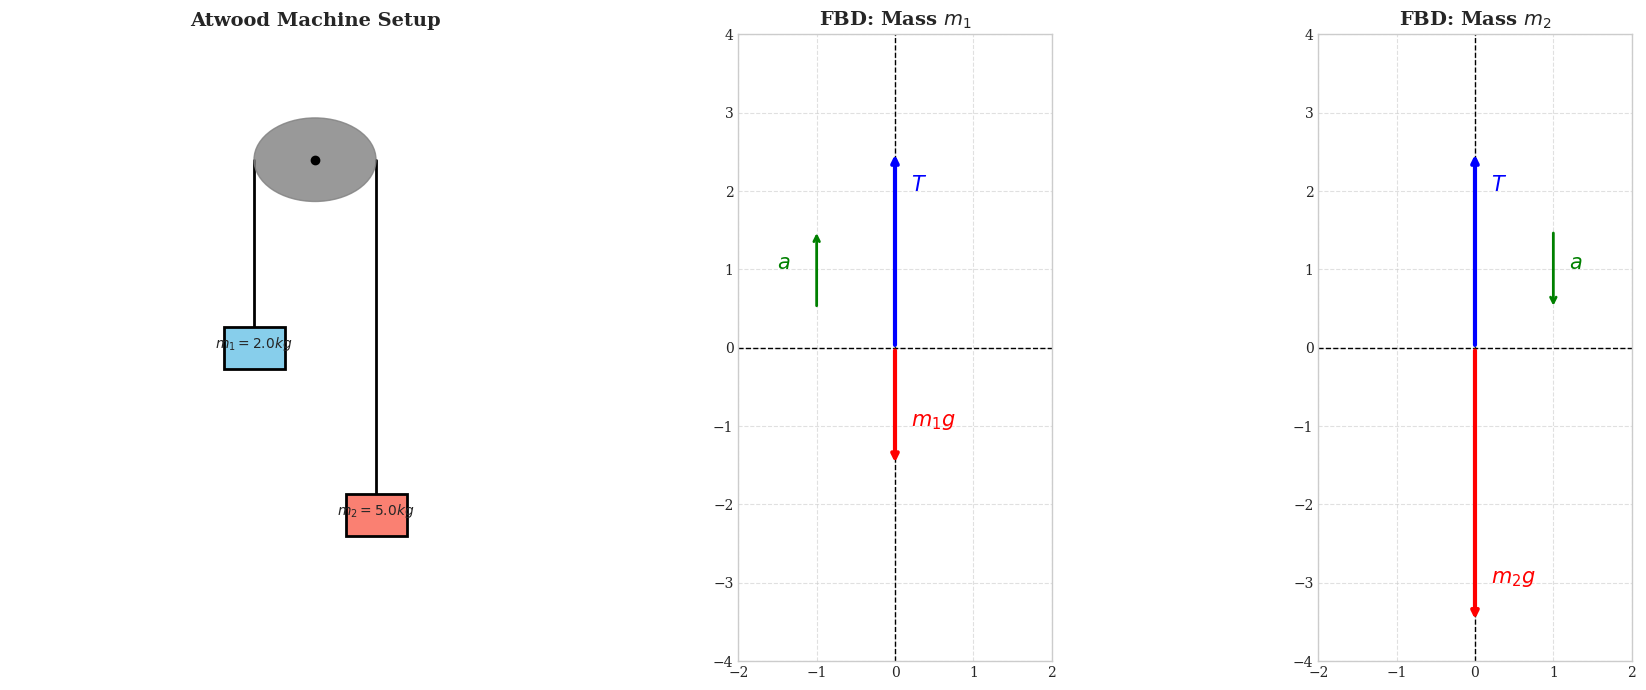 Atwood Machine Setup
m₁ = 2.0kg
m₂ = 5.0kg
FBD: Mass m₁
4
3
2
1
0
−1
−2
−3
−4
−2
−1
0
1
2
T
a
m₁g
FBD: Mass m₂
4
3
2
1
0
−1
−2
−3
−4
−2
−1
0
1
2
T
a
m₂g